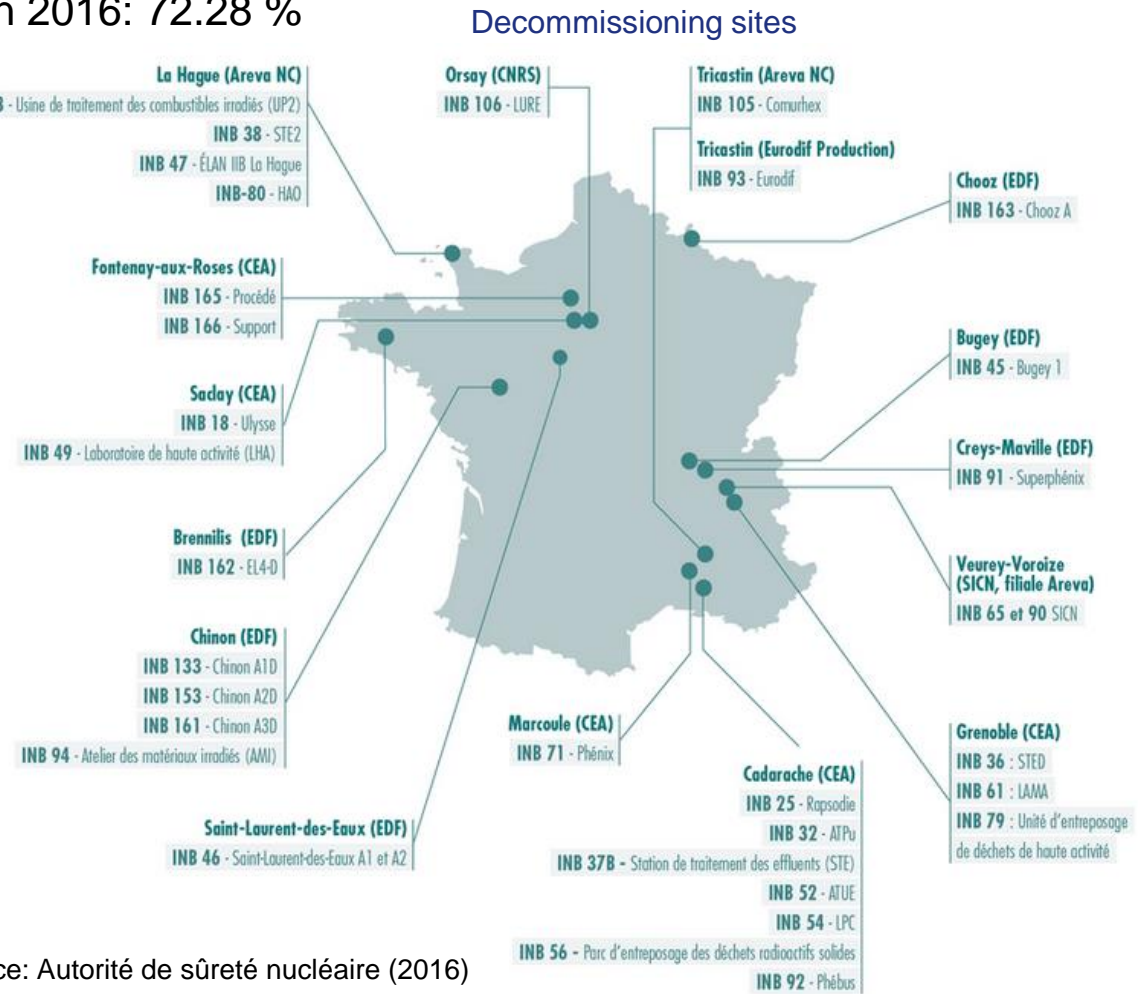 n 2016: 72.28 %
Decommissioning sites
La Hague (Areva NC)
- Usine de traitement des combustibles irradiés (UP2)
INB 38 - STE2
INB 47 - ÉLAN IIB La Hague
INB-80 - HAO
Orsay (CNRS)
INB 106 - LURE
Tricastin (Areva NC)
INB 105 - Comurhex
Tricastin (Eurodif Production)
INB 93 - Eurodif
Chooz (EDF)
INB 163 - Chooz A
Fontenay-aux-Roses (CEA)
INB 165 - Procédé
INB 166 - Support
Bugey (EDF)
INB 45 - Bugey 1
Saclay (CEA)
INB 18 - Ulysse
INB 49 - Laboratoire de haute activité (LHA)
Creys-Maville (EDF)
INB 91 - Superphénix
Brennilis (EDF)
INB 162 - EL4-D
Veurey-Voroize
(SICN, filiale Areva)
INB 65 et 90 SICN
Chinon (EDF)
INB 133 - Chinon A1D
INB 153 - Chinon A2D
INB 161 - Chinon A3D
INB 94 - Atelier des matériaux irradiés (AMI)
Marcoule (CEA)
INB 71 - Phénix
Grenoble (CEA)
INB 36 : STED
INB 61 : LAMA
INB 79 : Unité d'entreposage
de déchets de haute activité
Saint-Laurent-des-Eaux (EDF)
INB 46 - Saint-Laurent-des-Eaux A1 et A2
Cadarache (CEA)
INB 25 - Rapsodie
INB 32 - ATPu
INB 37B - Station de traitement des effluents (STE)
INB 52 - ATUE
INB 54 - LPC
INB 56 - Parc d'entreposage des déchets radioactifs solides
INB 92 - Phébus
ce: Autorité de sûreté nucléaire (2016)